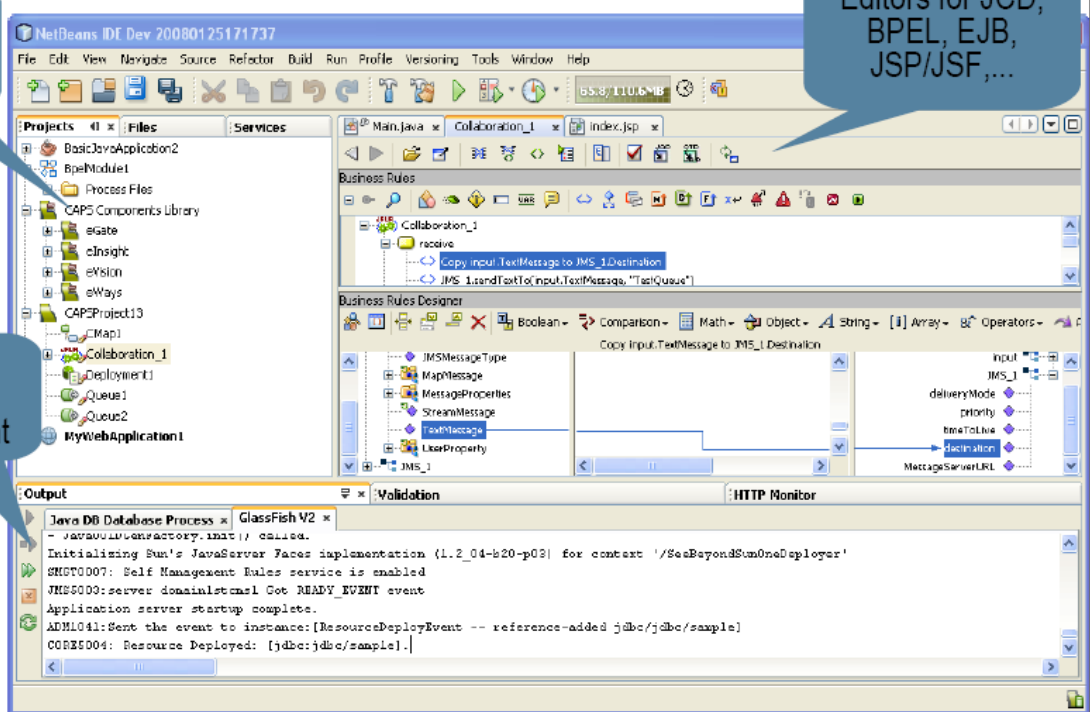 Editors for JCD,
BPEL, EJB,
JSP/JSF,...
NetBeans IDE Dev 20080125171737
File Edit View Navigate Source Refactor Build Run Profile Versioning Tools Window Help
65.8/110.6MB
Projects Files Services
BasicJavaApplication2
BpelModule1
Process Files
CAPS Components Library
eGate
eInsight
eVision
eWays
CAPSProject13
CMap1
Collaboration_1
Deployment1
Queue1
Queue2
MyWebApplication1
Main.java Collaboration_1 index.jsp
Business Rules
VAR
Collaboration_1
receive
Copy input.TextMessage to JMS_1.Destination
JMS_1.sendTextTo(input.TextMessage, "TestQueue")
Business Rules Designer
Boolean Comparison Math Object String Array Operators
Copy input.TextMessage to JMS_1.Destination
JMSMessageType
MapMessage
MessageProperties
StreamMessage
TextMessage
UserProperty
JMS_1
input
JMS_1
deliveryMode
priority
timeToLive
destination
MessageServerURL
Output Validation HTTP Monitor
Java DB Database Process GlassFish V2
Initializing Sun's JavaServer Faces implementation (1.2_04-b20-p03) for context '/SeeBeyondSunOneDeployer'
SMGT0007: Self Management Rules service is enabled
JMS5003:server domain1stcms1 Got READY_EVENT event
Application server startup complete.
ADM1041:Sent the event to instance:[ResourceDeployEvent -- reference-added jdbc/jdbc/sample]
CORE5004: Resource Deployed: [jdbc:jdbc/sample].